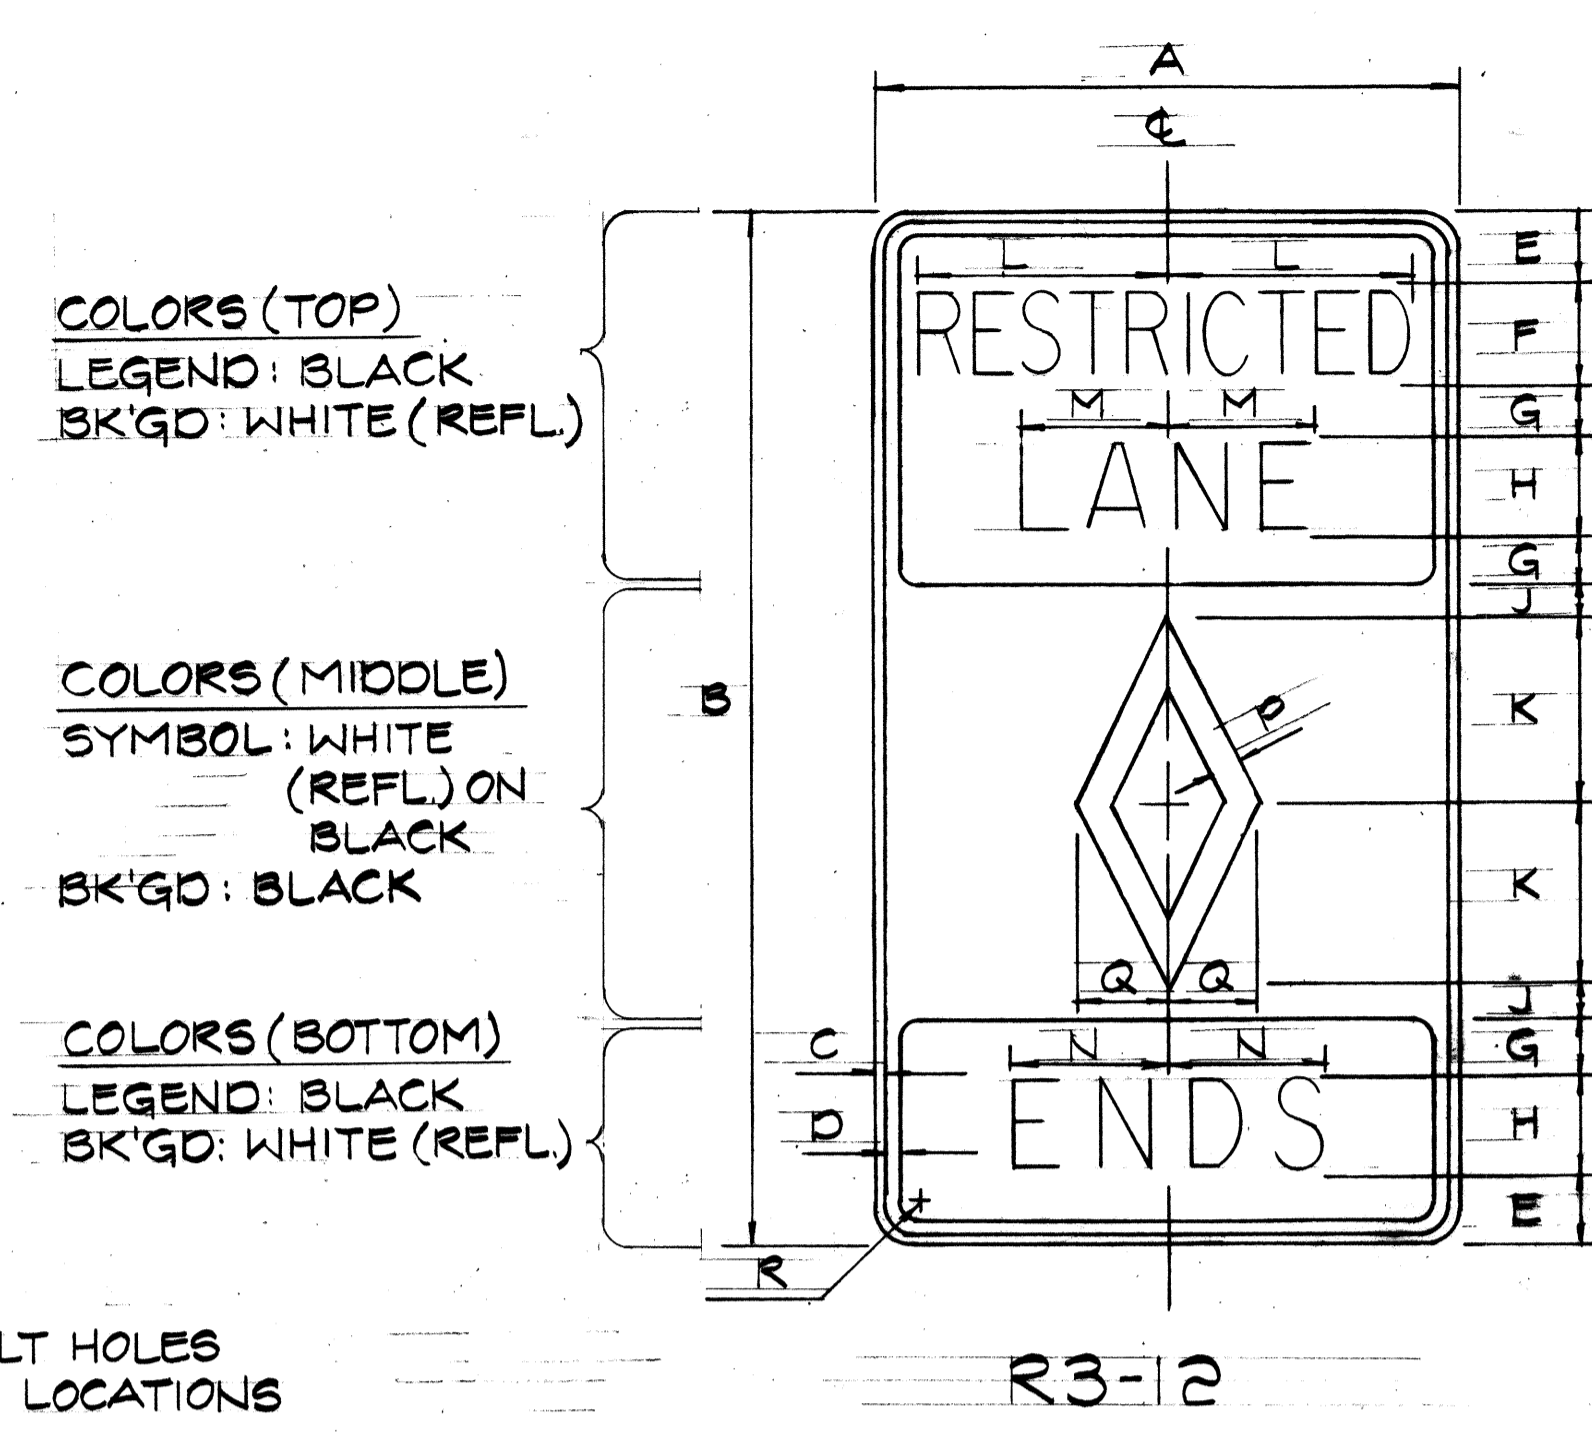 A
℄
E
L L
COLORS (TOP)
RESTRICTED
F
LEGEND: BLACK
BK'GD: WHITE (REFL.)
M M
G
LANE
H
G
J
COLORS (MIDDLE)
B
K
P
SYMBOL: WHITE
(REFL.) ON
BLACK
BK'GD: BLACK
K
Q Q
J
COLORS (BOTTOM)
C
N N
G
LEGEND: BLACK
ENDS
H
D
BK'GD: WHITE (REFL.)
E
R
LT HOLES
LOCATIONS
R3-12